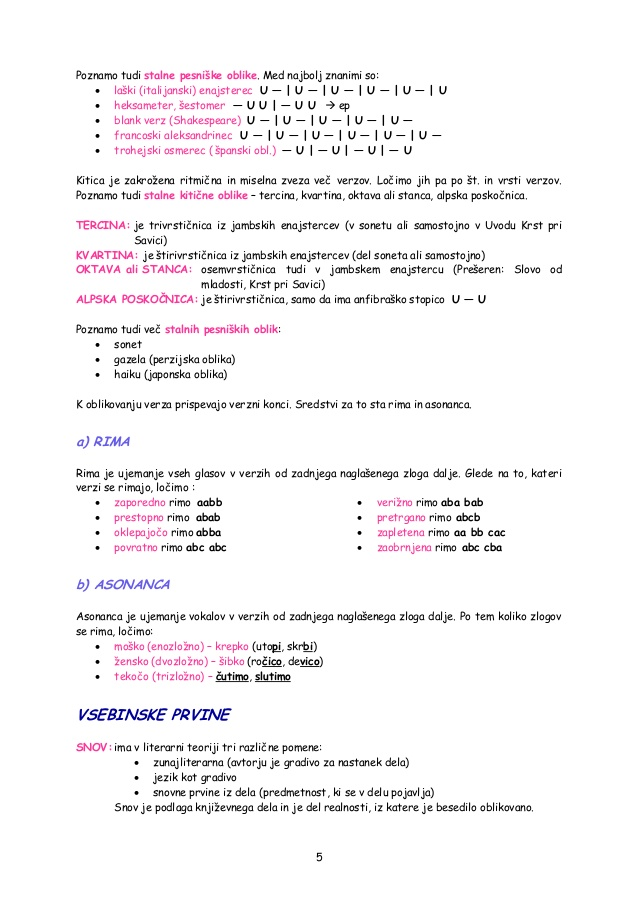 Poznamo tudi stalne pesniške oblike. Med najbolj znanimi so:
• laški (italijanski) enajsterec U — | U — | U — | U — | U — | U
• heksameter, šestomer — U U | — U U → ep
• blank verz (Shakespeare) U — | U — | U — | U — | U —
• francoski aleksandrinec U — | U — | U — | U — | U — | U —
• trohejski osmerec ( španski obl.) — U | — U | — U | — U
Kitica je zakrožena ritmična in miselna zveza več verzov. Ločimo jih pa po št. in vrsti verzov.
Poznamo tudi stalne kitične oblike – tercina, kvartina, oktava ali stanca, alpska poskočnica.
TERCINA: je trivrstičnica iz jambskih enajstercev (v sonetu ali samostojno v Uvodu Krst pri
Savici)
KVARTINA: je štirivrstičnica iz jambskih enajstercev (del soneta ali samostojno)
OKTAVA ali STANCA: osemvrstičnica tudi v jambskem enajstercu (Prešeren: Slovo od
mladosti, Krst pri Savici)
ALPSKA POSKOČNICA: je štirivrstičnica, samo da ima anfibraško stopico U — U
Poznamo tudi več stalnih pesniških oblik:
• sonet
• gazela (perzijska oblika)
• haiku (japonska oblika)
K oblikovanju verza prispevajo verzni konci. Sredstvi za to sta rima in asonanca.
a) RIMA
Rima je ujemanje vseh glasov v verzih od zadnjega naglašenega zloga dalje. Glede na to, kateri
verzi se rimajo, ločimo :
• zaporedno rimo aabb
• prestopno rimo abab
• oklepajočo rimo abba
• povratno rimo abc abc
• verižno rimo aba bab
• pretrgano rimo abcb
• zapletena rimo aa bb cac
• zaobrnjena rimo abc cba
b) ASONANCA
Asonanca je ujemanje vokalov v verzih od zadnjega naglašenega zloga dalje. Po tem koliko zlogov
se rima, ločimo:
• moško (enozložno) – krepko (utopi, skrbi)
• žensko (dvozložno) – šibko (ročico, devico)
• tekočo (trizložno) – čutimo, slutimo
VSEBINSKE PRVINE
SNOV: ima v literarni teoriji tri različne pomene:
• zunajliterarna (avtorju je gradivo za nastanek dela)
• jezik kot gradivo
• snovne prvine iz dela (predmetnost, ki se v delu pojavlja)
Snov je podlaga književnega dela in je del realnosti, iz katere je besedilo oblikovano.
5